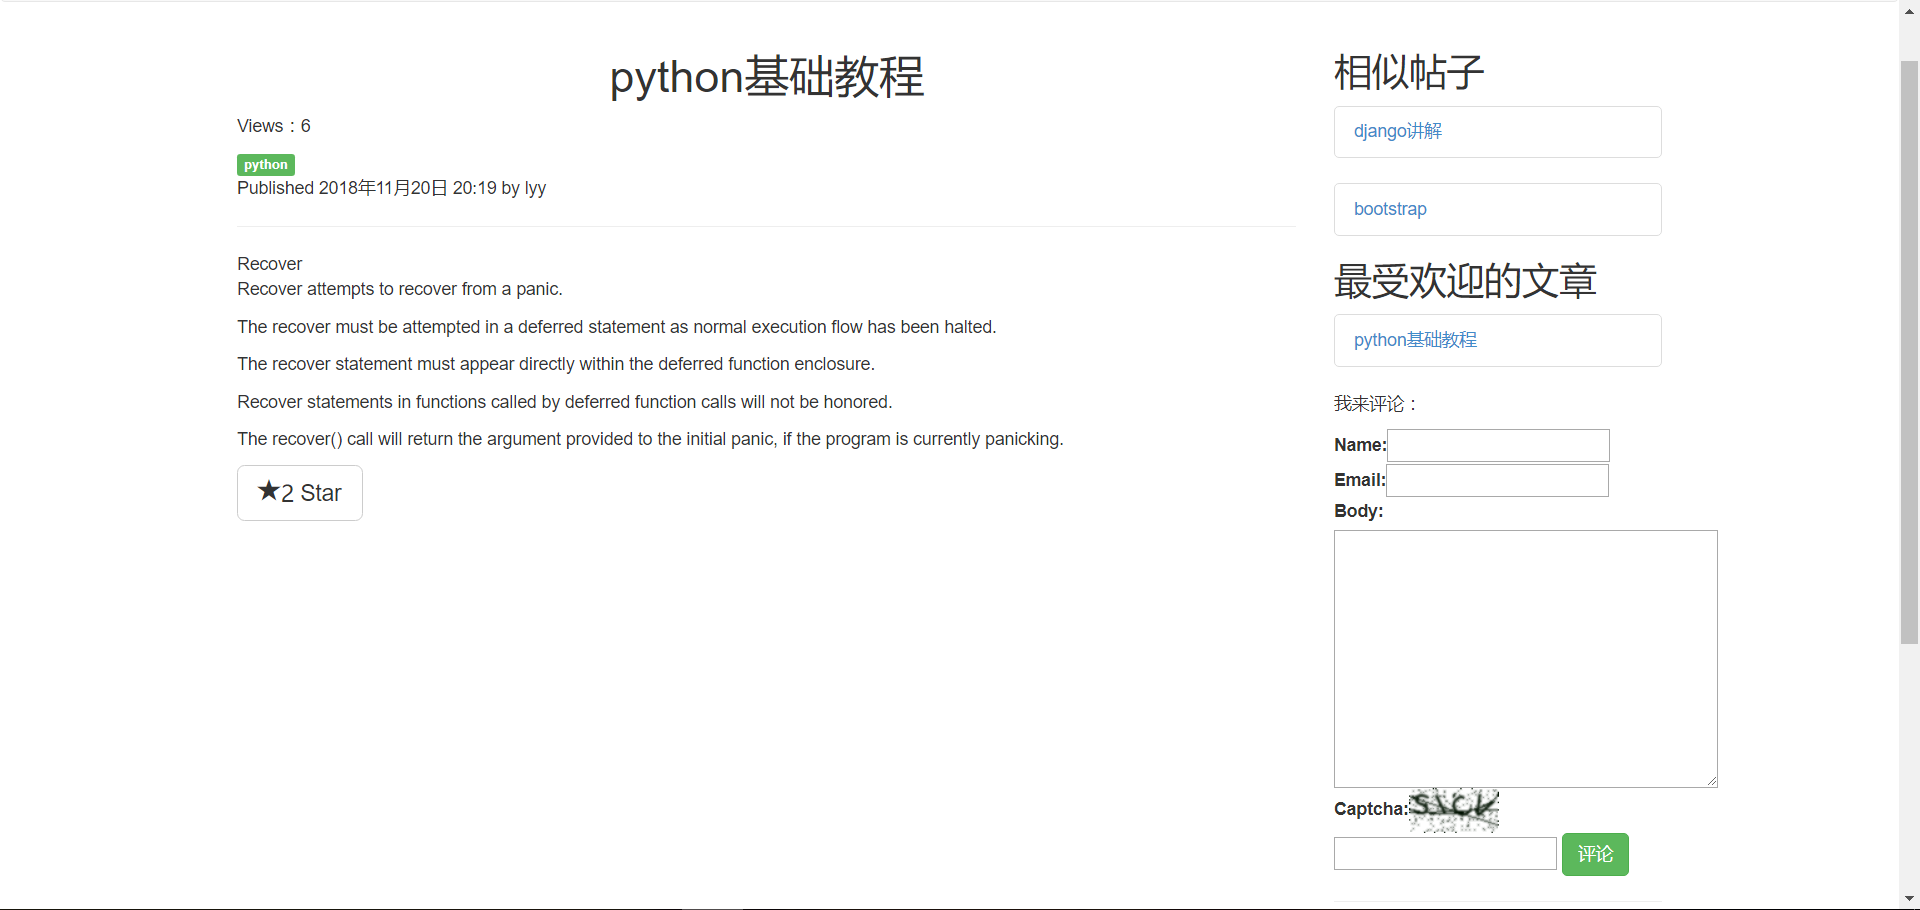 python基础教程
Views：6
python
Published 2018年11月20日 20:19 by lyy
Recover
Recover attempts to recover from a panic.
The recover must be attempted in a deferred statement as normal execution flow has been halted.
The recover statement must appear directly within the deferred function enclosure.
Recover statements in functions called by deferred function calls will not be honored.
The recover() call will return the argument provided to the initial panic, if the program is currently panicking.
★2 Star
相似帖子
django讲解
bootstrap
最受欢迎的文章
python基础教程
我来评论：
Name:
Email:
Body:
Captcha:
评论